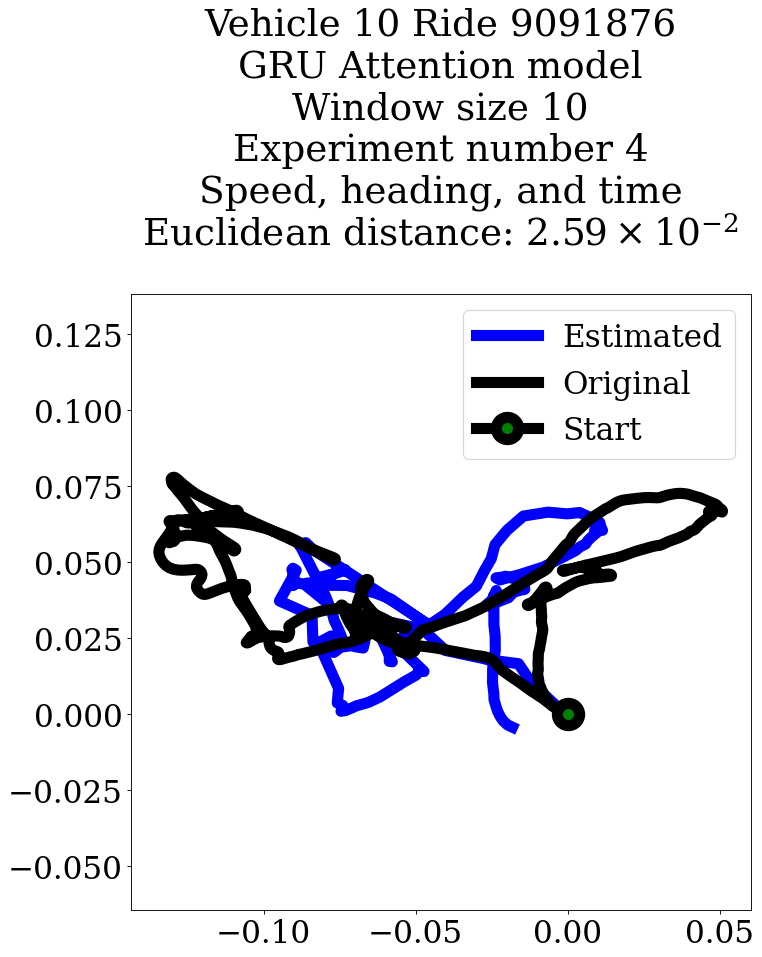 Vehicle 10 Ride 9091876
GRU Attention model
Window size 10
Experiment number 4
Speed, heading, and time
Euclidean distance: 2.59 × 10⁻²
Estimated
Original
Start
0.125
0.100
0.075
0.050
0.025
0.000
−0.025
−0.050
−0.10 −0.05 0.00 0.05